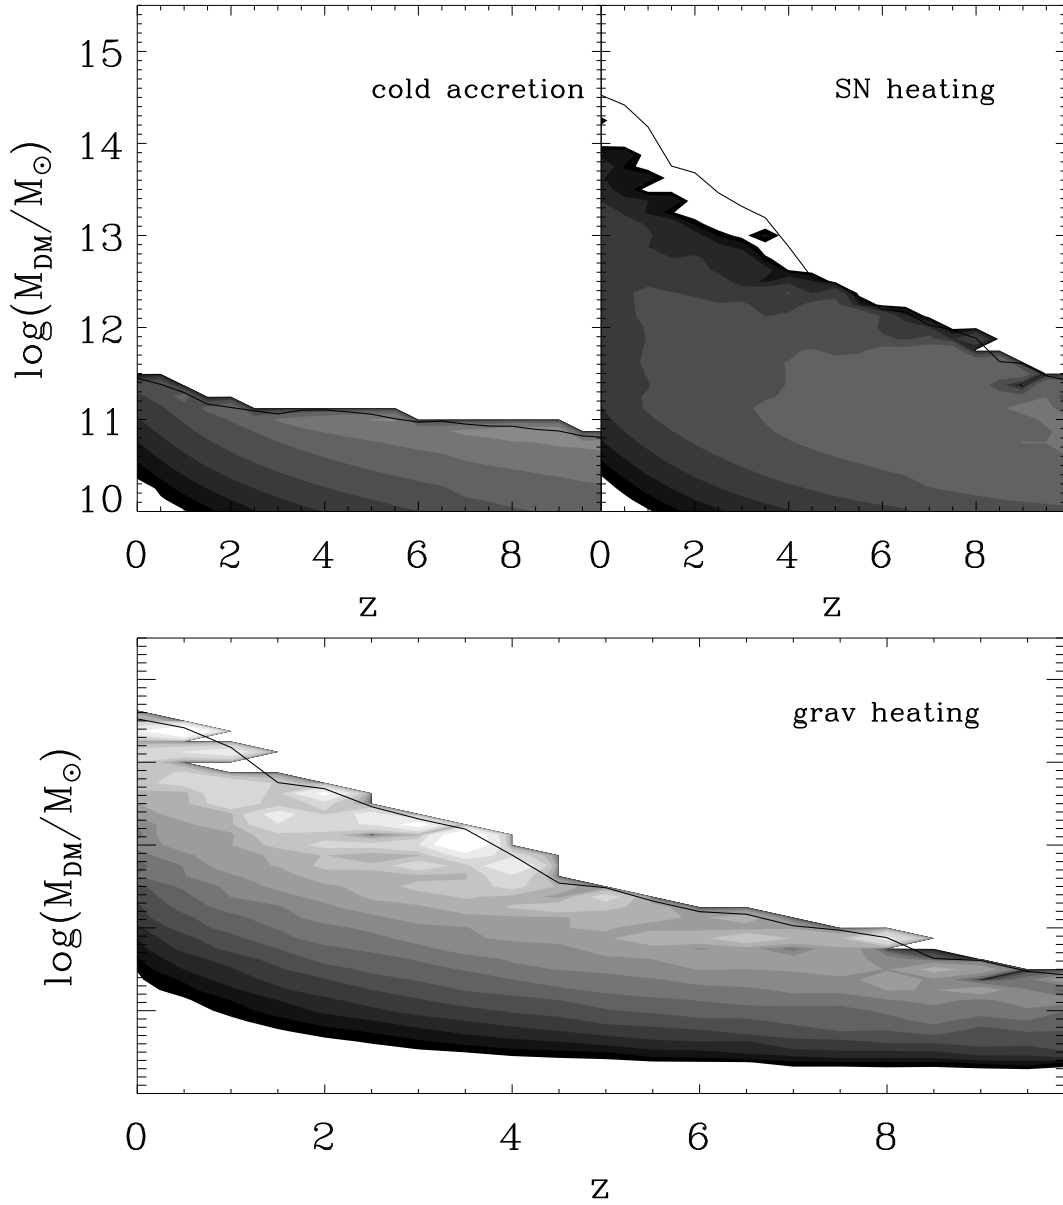 15
14
13
12
11
10
log(M_DM/M_⊙)
cold accretion
SN heating
0 2 4 6 8 0 2 4 6 8
z z
grav heating
log(M_DM/M_⊙)
0 2 4 6 8
z